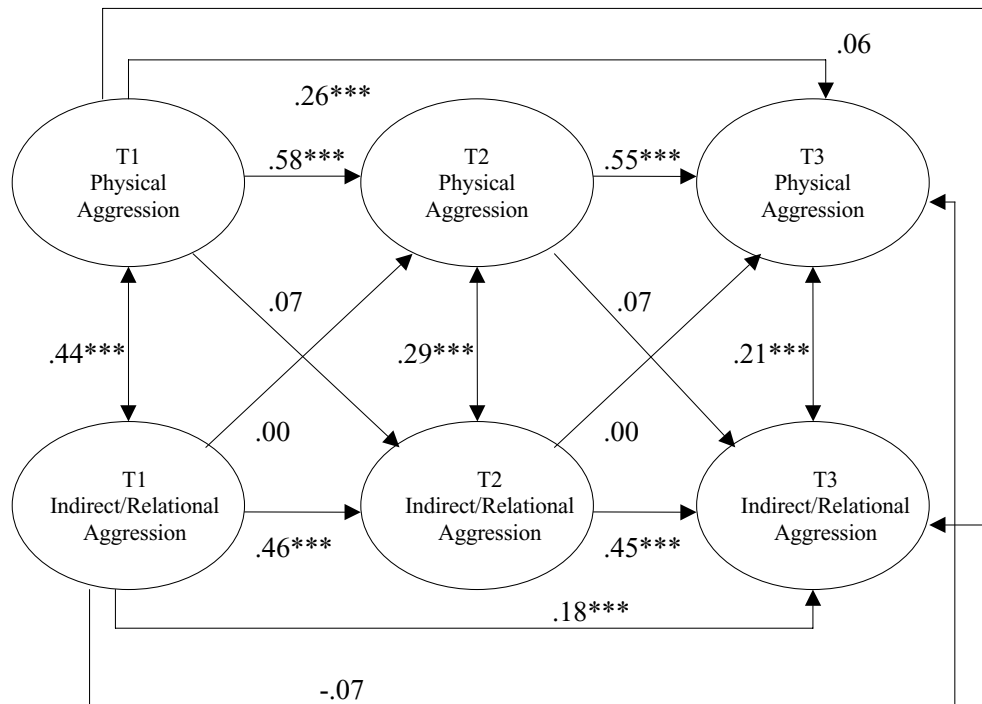 .06
.26***
T1
Physical
Aggression
.58***
T2
Physical
Aggression
.55***
T3
Physical
Aggression
.07
.07
.44***
.29***
.21***
.00
.00
T1
Indirect/Relational
Aggression
.46***
T2
Indirect/Relational
Aggression
.45***
T3
Indirect/Relational
Aggression
.18***
-.07